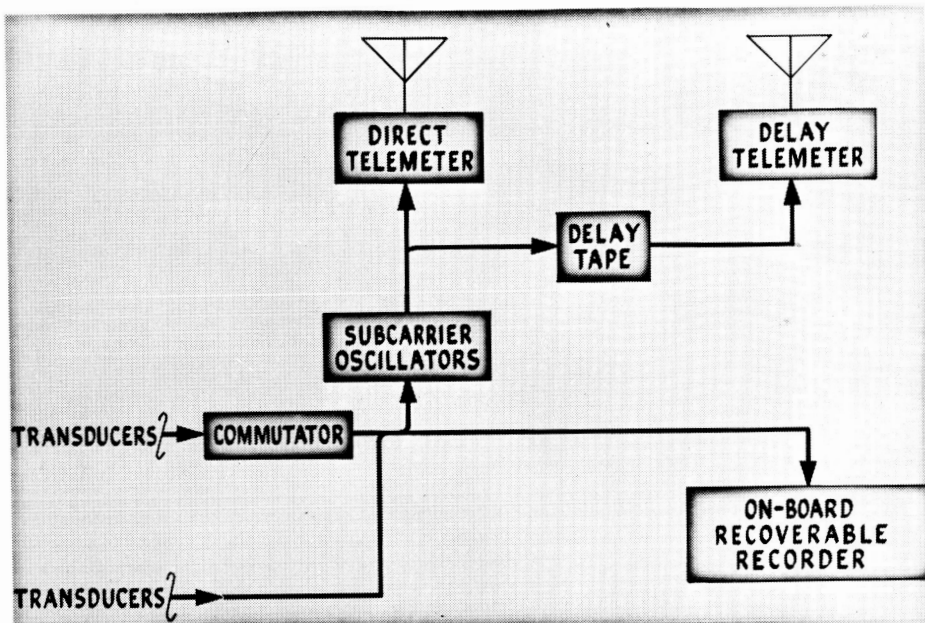 DIRECT
TELEMETER
DELAY
TELEMETER
DELAY
TAPE
SUBCARRIER
OSCILLATORS
TRANSDUCERS
COMMUTATOR
ON-BOARD
RECOVERABLE
RECORDER
TRANSDUCERS